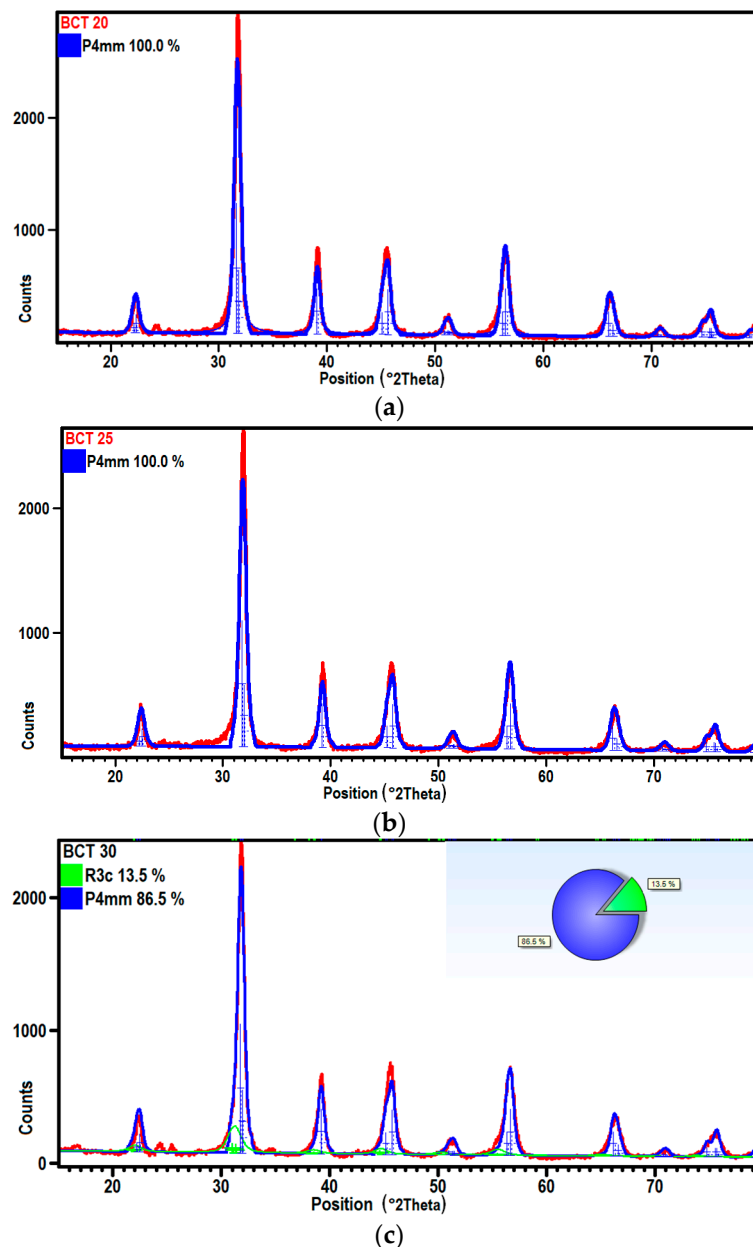 BCT 20
P4mm 100.0 %
2000
1000
Counts
20 30 40 50 60 70
Position (°2Theta)
(a)
BCT 25
P4mm 100.0 %
2000
1000
Counts
20 30 40 50 60 70
Position (°2Theta)
(b)
BCT 30
R3c 13.5 %
P4mm 86.5 %
13.5 %
86.5 %
2000
1000
0
Counts
20 30 40 50 60 70
Position (°2Theta)
(c)